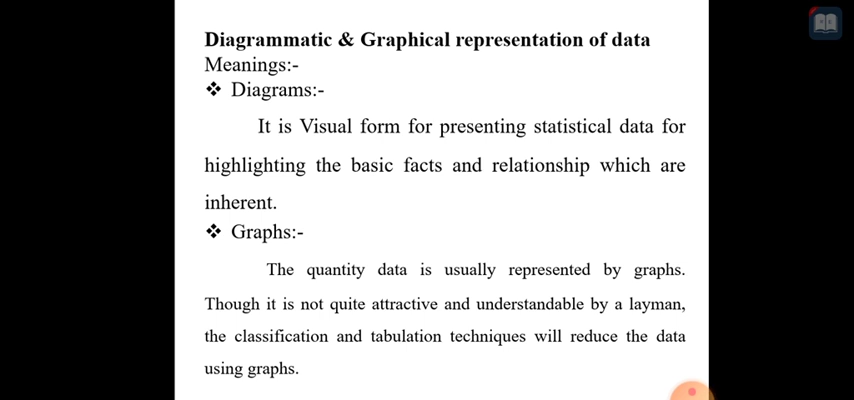 Diagrammatic & Graphical representation of data
Meanings:-
❖ Diagrams:-
It is Visual form for presenting statistical data for
highlighting the basic facts and relationship which are
inherent.
❖ Graphs:-
The quantity data is usually represented by graphs.
Though it is not quite attractive and understandable by a layman,
the classification and tabulation techniques will reduce the data
using graphs.